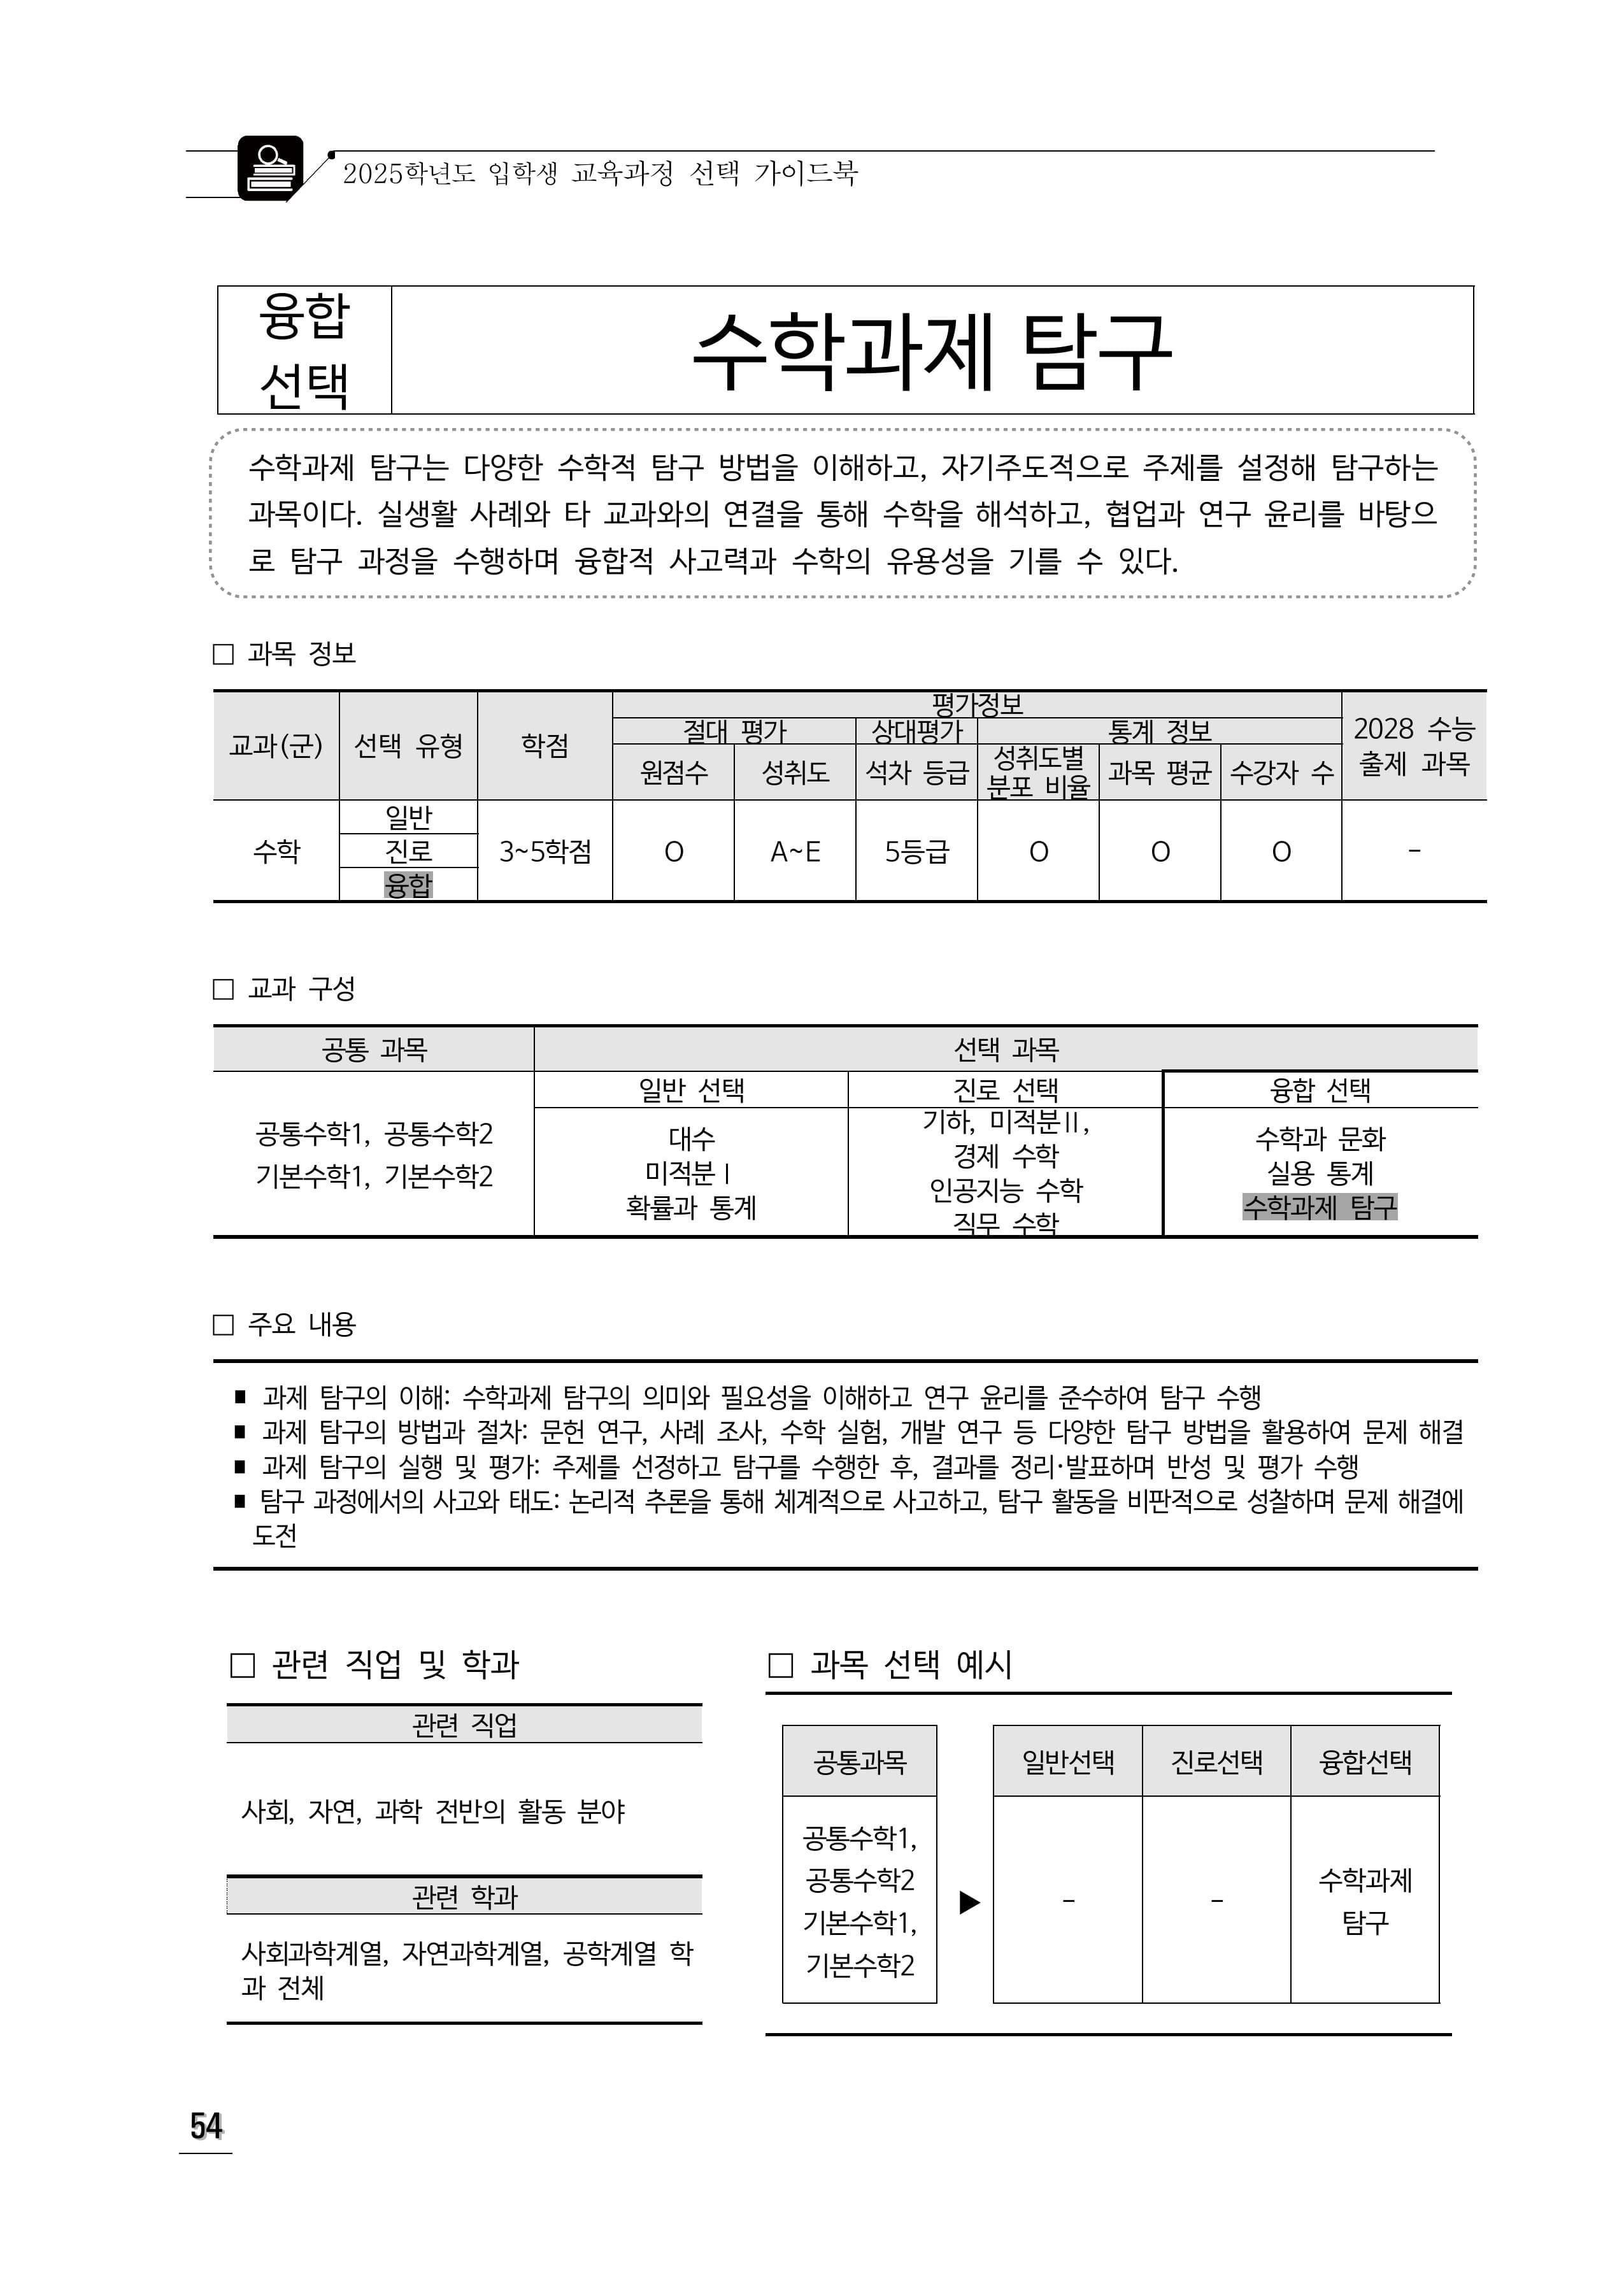 2025학년도 입학생 교육과정 선택 가이드북
융합
선택
수학과제 탐구
수학과제 탐구는 다양한 수학적 탐구 방법을 이해하고, 자기주도적으로 주제를 설정해 탐구하는
과목이다. 실생활 사례와 타 교과와의 연결을 통해 수학을 해석하고, 협업과 연구 윤리를 바탕으
로 탐구 과정을 수행하며 융합적 사고력과 수학의 유용성을 기를 수 있다.
□ 과목 정보
교과(군) 선택 유형 학점 평가정보 2028 수능 출제 과목
절대 평가 상대평가 통계 정보
원점수 성취도 석차 등급 성취도별 분포 비율 과목 평균 수강자 수
수학 일반 진로 융합 3~5학점 O A~E 5등급 O O O -
□ 교과 구성
공통 과목 선택 과목
일반 선택 진로 선택 융합 선택
공통수학1, 공통수학2
기본수학1, 기본수학2
대수
미적분Ⅰ
확률과 통계
기하, 미적분Ⅱ,
경제 수학
인공지능 수학
직무 수학
수학과 문화
실용 통계
수학과제 탐구
□ 주요 내용
■ 과제 탐구의 이해: 수학과제 탐구의 의미와 필요성을 이해하고 연구 윤리를 준수하여 탐구 수행
■ 과제 탐구의 방법과 절차: 문헌 연구, 사례 조사, 수학 실험, 개발 연구 등 다양한 탐구 방법을 활용하여 문제 해결
■ 과제 탐구의 실행 및 평가: 주제를 선정하고 탐구를 수행한 후, 결과를 정리·발표하며 반성 및 평가 수행
■ 탐구 과정에서의 사고와 태도: 논리적 추론을 통해 체계적으로 사고하고, 탐구 활동을 비판적으로 성찰하며 문제 해결에
도전
□ 관련 직업 및 학과
관련 직업
사회, 자연, 과학 전반의 활동 분야
관련 학과
사회과학계열, 자연과학계열, 공학계열 학
과 전체
□ 과목 선택 예시
공통과목
공통수학1,
공통수학2
기본수학1,
기본수학2
▶
일반선택 진로선택 융합선택
- - 수학과제
탐구
54